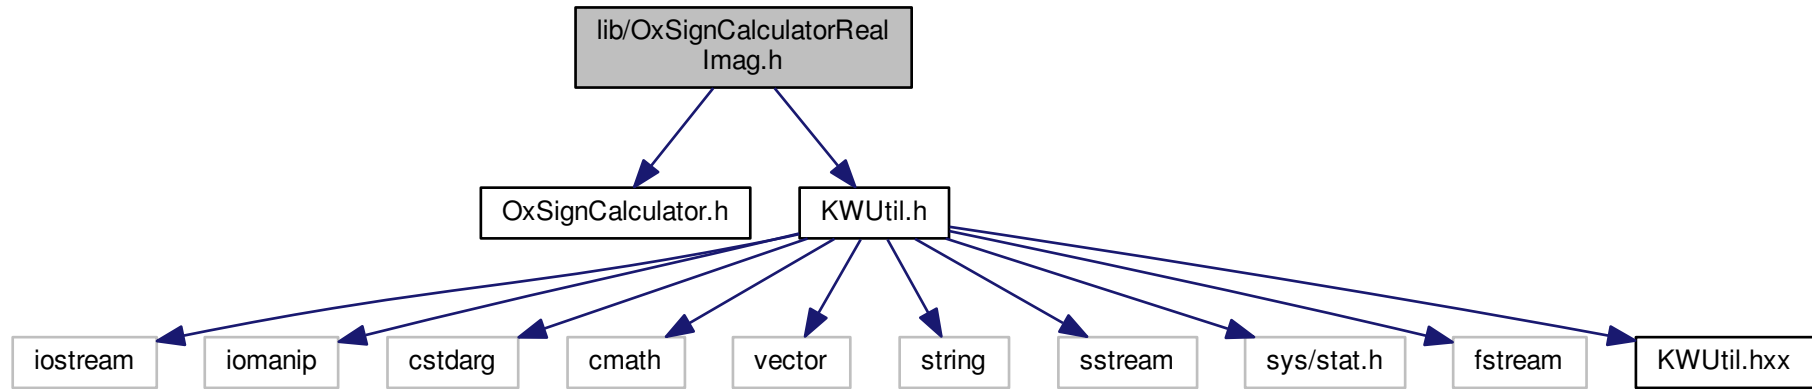 lib/OxSignCalculatorReal
Imag.h
OxSignCalculator.h
KWUtil.h
iostream
iomanip
cstdarg
cmath
vector
string
sstream
sys/stat.h
fstream
KWUtil.hxx